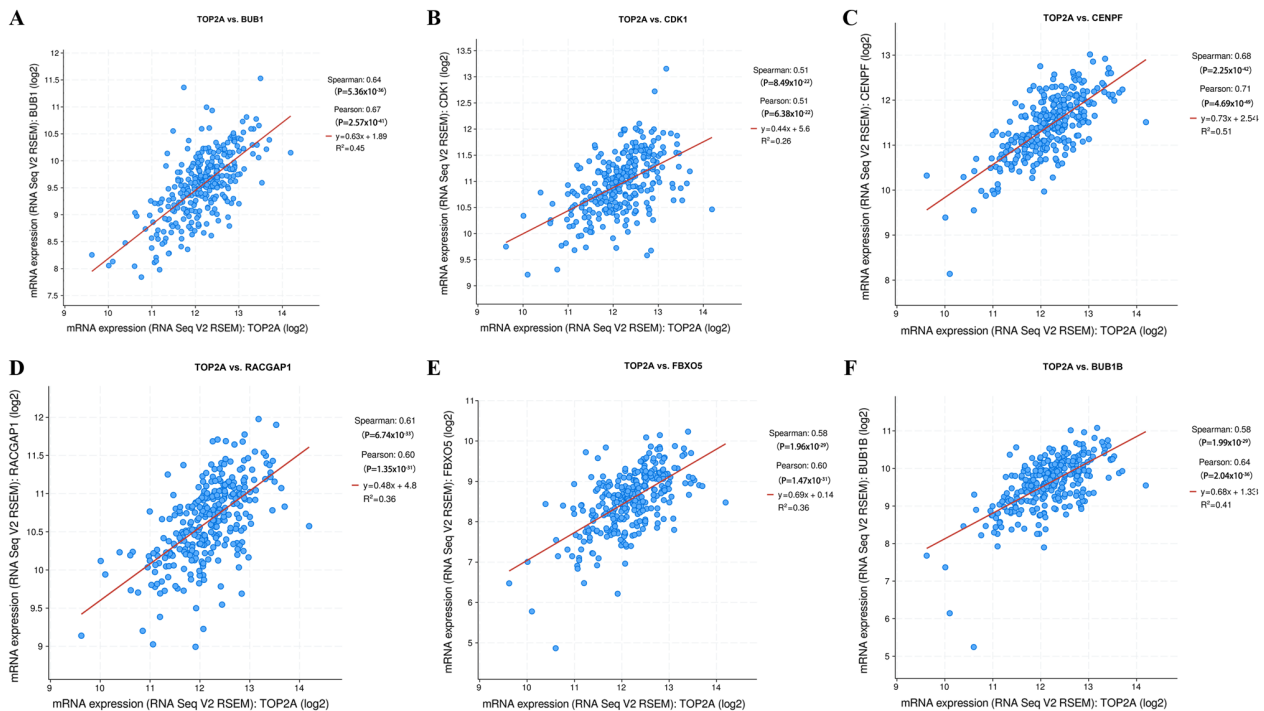 A
TOP2A vs. BUB1
mRNA expression (RNA Seq V2 RSEM): BUB1 (log2)
12
11.5
11
10.5
10
9.5
9
8.5
8
7.5
9
10
11
12
13
14
mRNA expression (RNA Seq V2 RSEM): TOP2A (log2)
Spearman: 0.64
(P=5.36x10⁻³⁶)
Pearson: 0.67
(P=2.57x10⁻⁴¹)
y=0.63x + 1.89
R²=0.45
B
TOP2A vs. CDK1
mRNA expression (RNA Seq V2 RSEM): CDK1 (log2)
13.5
13
12.5
12
11.5
11
10.5
10
9.5
9
9
10
11
12
13
14
mRNA expression (RNA Seq V2 RSEM): TOP2A (log2)
Spearman: 0.51
(P=8.49x10⁻²²)
Pearson: 0.51
(P=6.38x10⁻²²)
y=0.44x + 5.6
R²=0.26
C
TOP2A vs. CENPF
mRNA expression (RNA Seq V2 RSEM): CENPF (log2)
13
12
11
10
9
8
9
10
11
12
13
14
mRNA expression (RNA Seq V2 RSEM): TOP2A (log2)
Spearman: 0.68
(P=2.25x10⁻⁴²)
Pearson: 0.71
(P=4.69x10⁻⁴⁹)
y=0.73x + 2.54
R²=0.51
D
TOP2A vs. RACGAP1
mRNA expression (RNA Seq V2 RSEM): RACGAP1 (log2)
12
11.5
11
10.5
10
9.5
9
9
10
11
12
13
14
mRNA expression (RNA Seq V2 RSEM): TOP2A (log2)
Spearman: 0.61
(P=6.74x10⁻³³)
Pearson: 0.60
(P=1.35x10⁻³¹)
y=0.48x + 4.8
R²=0.36
E
TOP2A vs. FBXO5
mRNA expression (RNA Seq V2 RSEM): FBXO5 (log2)
11
10
9
8
7
6
5
9
10
11
12
13
14
mRNA expression (RNA Seq V2 RSEM): TOP2A (log2)
Spearman: 0.58
(P=1.96x10⁻²⁹)
Pearson: 0.60
(P=1.47x10⁻³¹)
y=0.69x + 0.14
R²=0.36
F
TOP2A vs. BUB1B
mRNA expression (RNA Seq V2 RSEM): BUB1B (log2)
11
10
9
8
7
6
5
9
10
11
12
13
14
mRNA expression (RNA Seq V2 RSEM): TOP2A (log2)
Spearman: 0.58
(P=1.99x10⁻²⁹)
Pearson: 0.64
(P=2.04x10⁻³⁶)
y=0.68x + 1.33
R²=0.41